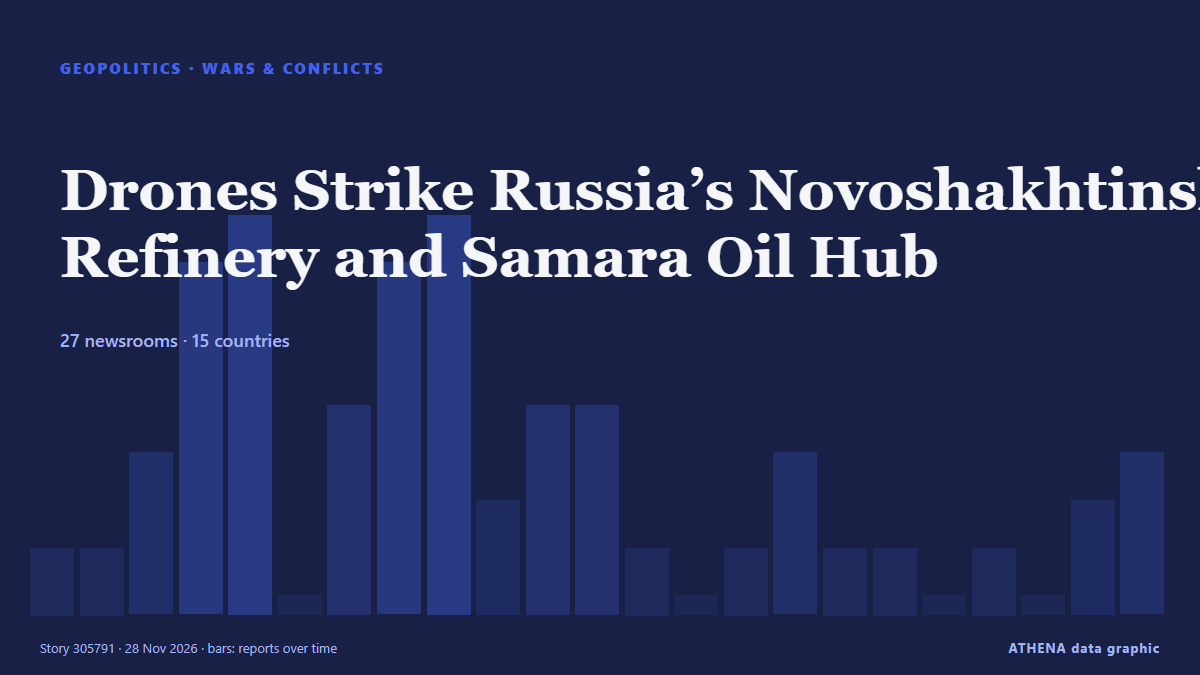 GEOPOLITICS · WARS & CONFLICTS
Drones Strike Russia’s Novoshakhtins
Refinery and Samara Oil Hub
27 newsrooms · 15 countries
Story 305791 · 28 Nov 2026 · bars: reports over time
ATHENA data graphic